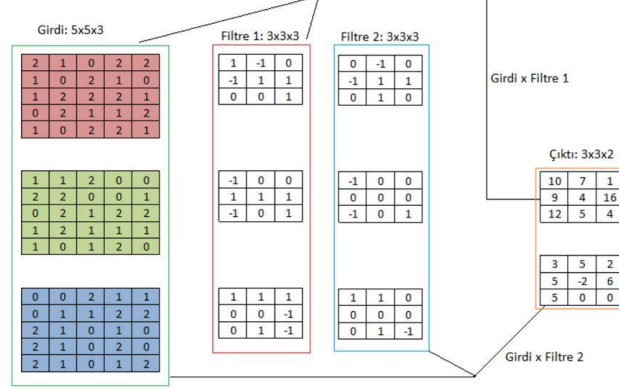 Girdi: 5x5x3
Filtre 1: 3x3x3
Filtre 2: 3x3x3
2 1 0 2 2
1 0 2 1 0
1 2 2 2 1
0 2 1 1 2
1 0 2 2 1
1 -1 0
-1 1 1
0 0 1
0 -1 0
-1 1 1
0 1 0
Girdi x Filtre 1
1 1 2 0 0
2 2 0 0 1
0 2 1 2 2
1 2 1 1 1
1 0 1 2 0
-1 0 0
1 1 1
-1 0 1
-1 0 0
0 0 0
-1 0 1
Çıktı: 3x3x2
10 7 1
9 4 16
12 5 4
3 5 2
5 -2 6
5 0 0
0 0 2 1 1
0 1 1 2 2
2 1 0 1 0
2 1 0 2 0
2 1 0 1 2
1 1 1
0 0 -1
0 1 -1
1 1 0
0 0 0
0 1 -1
Girdi x Filtre 2